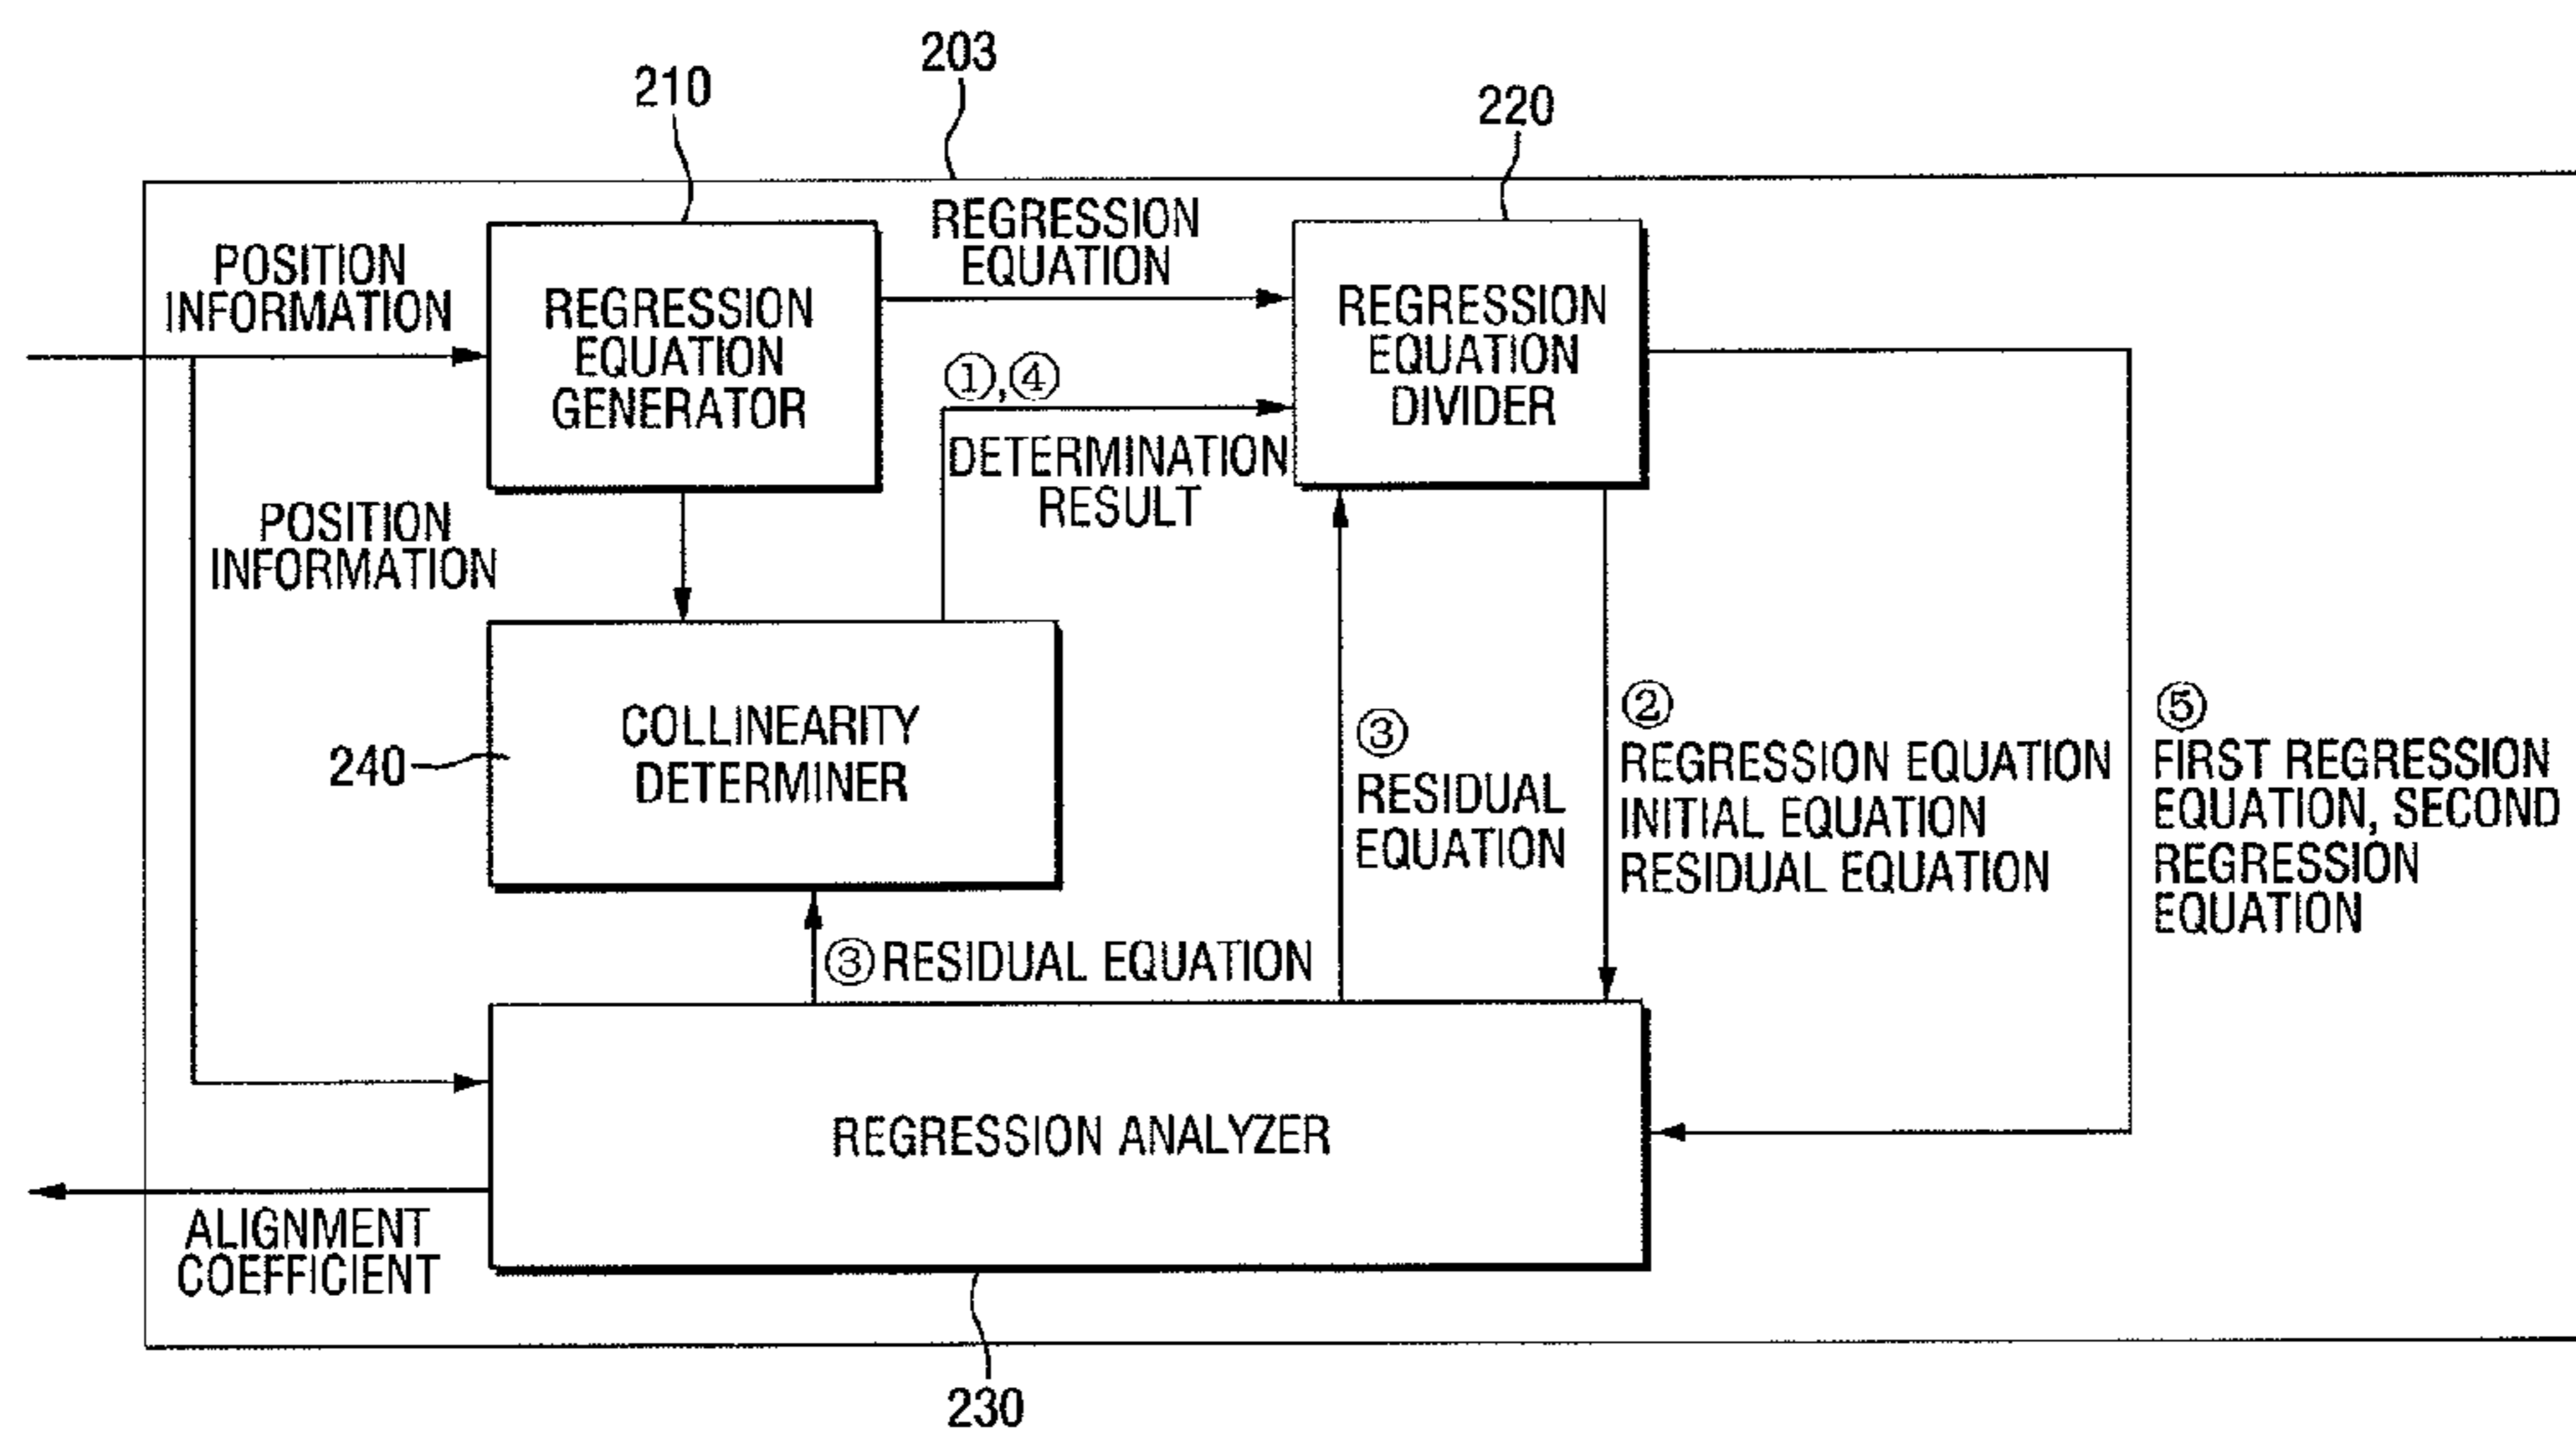 203
210
220
POSITION
INFORMATION
REGRESSION
EQUATION
GENERATOR
REGRESSION
EQUATION
①,④
DETERMINATION
RESULT
REGRESSION
EQUATION
DIVIDER
POSITION
INFORMATION
240
COLLINEARITY
DETERMINER
③
RESIDUAL
EQUATION
②
REGRESSION EQUATION
INITIAL EQUATION
RESIDUAL EQUATION
⑤
FIRST REGRESSION
EQUATION, SECOND
REGRESSION
EQUATION
③ RESIDUAL EQUATION
REGRESSION ANALYZER
ALIGNMENT
COEFFICIENT
230